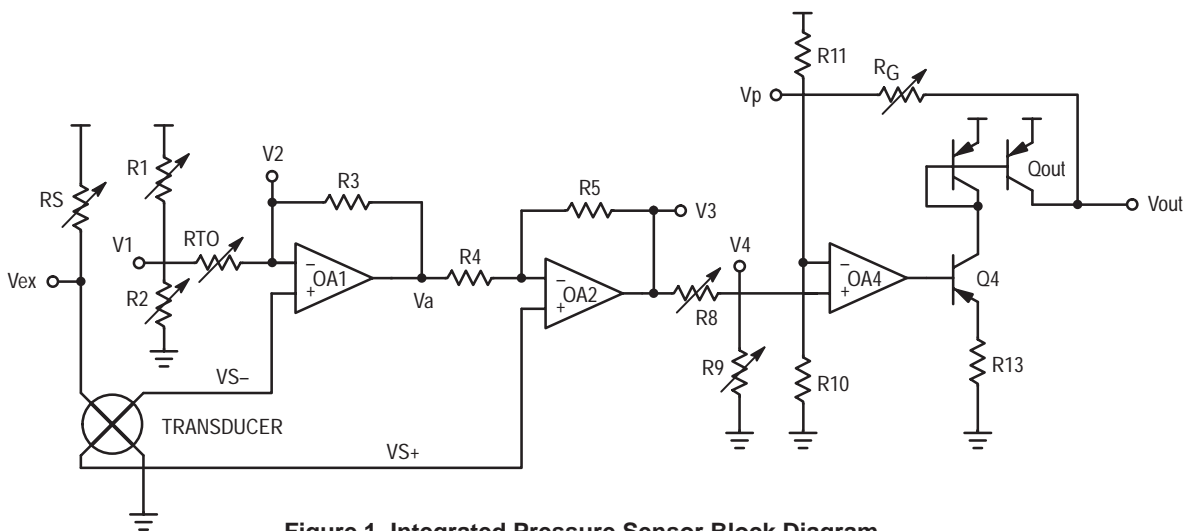 R11
RG
Vp
V2
R1
R3
R5
Qout
RS
V3
Vout
V1
RTO
V4
R4
Vex
OA1
OA2
OA4
Q4
Va
R2
R8
R9
R10
R13
VS–
TRANSDUCER
VS+
Figure 1. Integrated Pressure Sensor Block Diagram